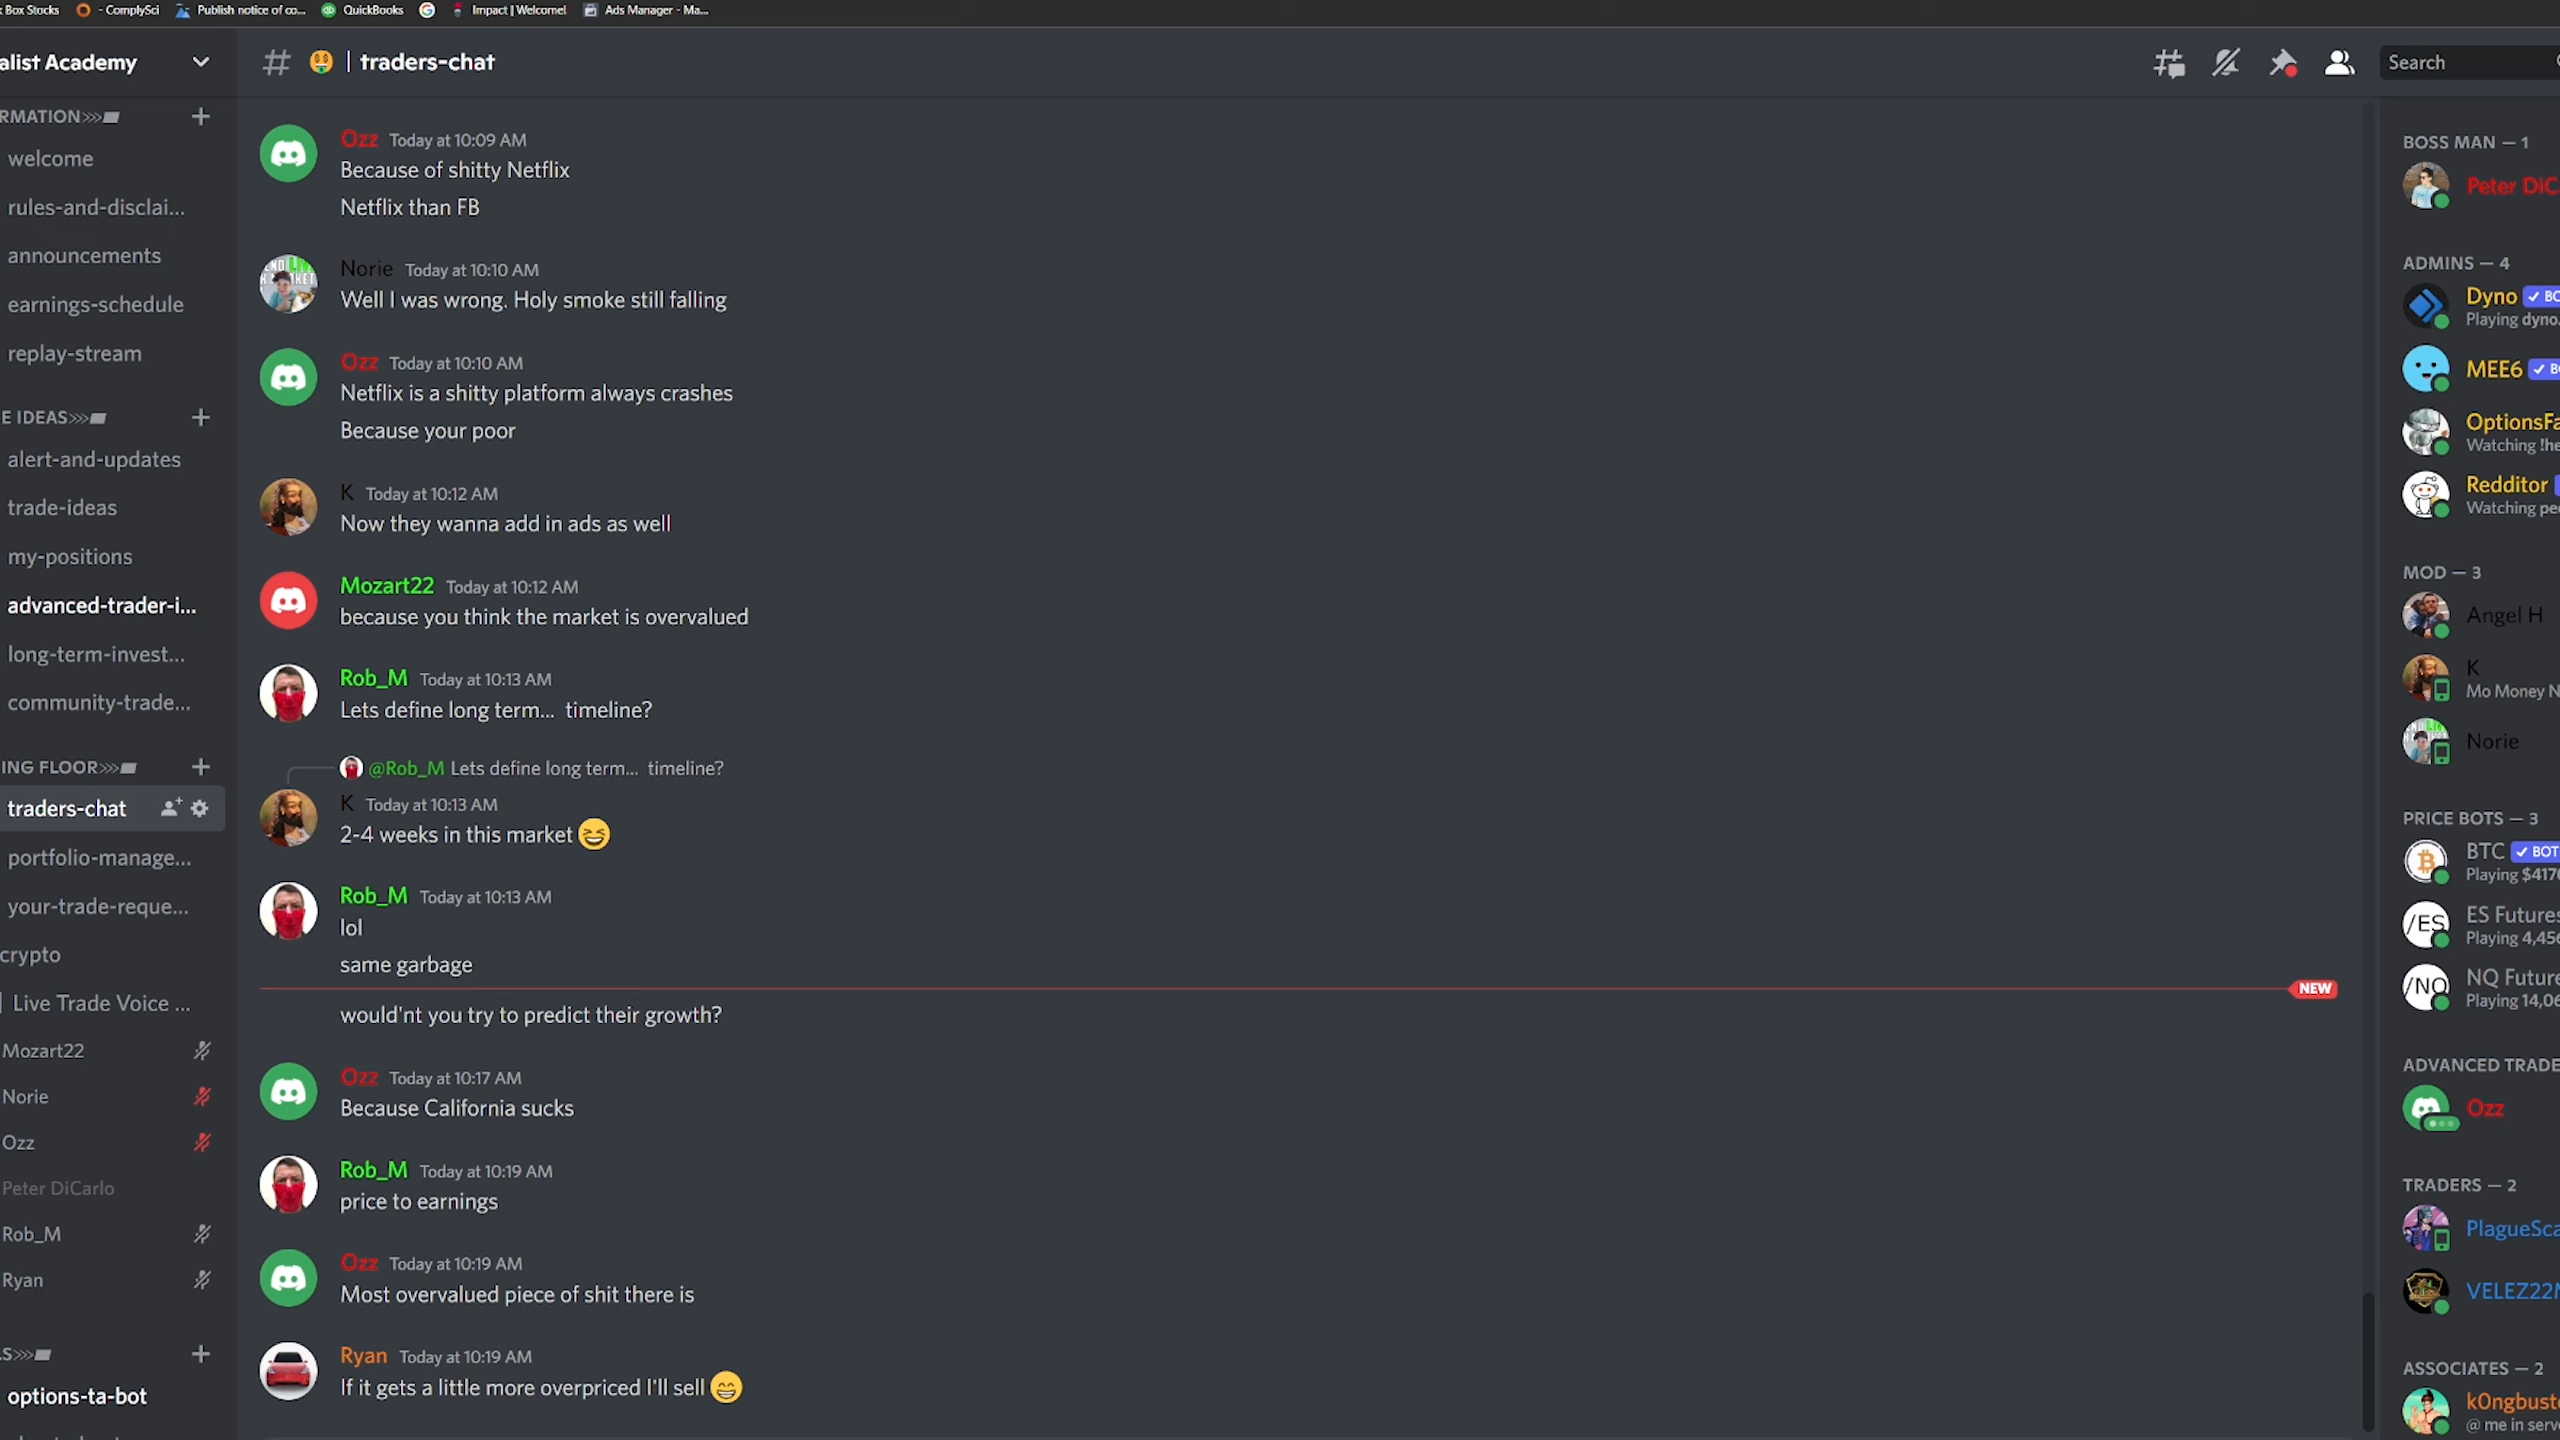 Box Stocks - ComplySci Publish notice of co... QuickBooks Impact | Welcome! Ads Manager - Ma...
alist Academy
# | traders-chat
Search
RMATION
welcome
rules-and-disclai...
announcements
earnings-schedule
replay-stream
E IDEAS
alert-and-updates
trade-ideas
my-positions
advanced-trader-i...
long-term-invest...
community-trade...
ING FLOOR
traders-chat
portfolio-manage...
your-trade-reque...
crypto
| Live Trade Voice ...
Mozart22
Norie
Ozz
Peter DiCarlo
Rob_M
Ryan
LS
options-ta-bot
Ozz Today at 10:09 AM
Because of shitty Netflix
Netflix than FB
Norie Today at 10:10 AM
Well I was wrong. Holy smoke still falling
Ozz Today at 10:10 AM
Netflix is a shitty platform always crashes
Because your poor
K Today at 10:12 AM
Now they wanna add in ads as well
Mozart22 Today at 10:12 AM
because you think the market is overvalued
Rob_M Today at 10:13 AM
Lets define long term... timeline?
@Rob_M Lets define long term... timeline?
K Today at 10:13 AM
2-4 weeks in this market
Rob_M Today at 10:13 AM
lol
same garbage
NEW
would'nt you try to predict their growth?
Ozz Today at 10:17 AM
Because California sucks
Rob_M Today at 10:19 AM
price to earnings
Ozz Today at 10:19 AM
Most overvalued piece of shit there is
Ryan Today at 10:19 AM
If it gets a little more overpriced I'll sell
BOSS MAN — 1
Peter DiC
ADMINS — 4
Dyno BO
Playing dyno.
MEE6 BO
OptionsFa
Watching !he
Redditor
Watching pe
MOD — 3
Angel H
K
Mo Money N
Norie
PRICE BOTS — 3
BTC BOT
Playing $417
/ES
ES Futures
Playing 4,45
/NQ
NQ Future
Playing 14,06
ADVANCED TRADE
Ozz
TRADERS — 2
PlagueSca
VELEZ22
ASSOCIATES — 2
k0ngbust
@ me in serv